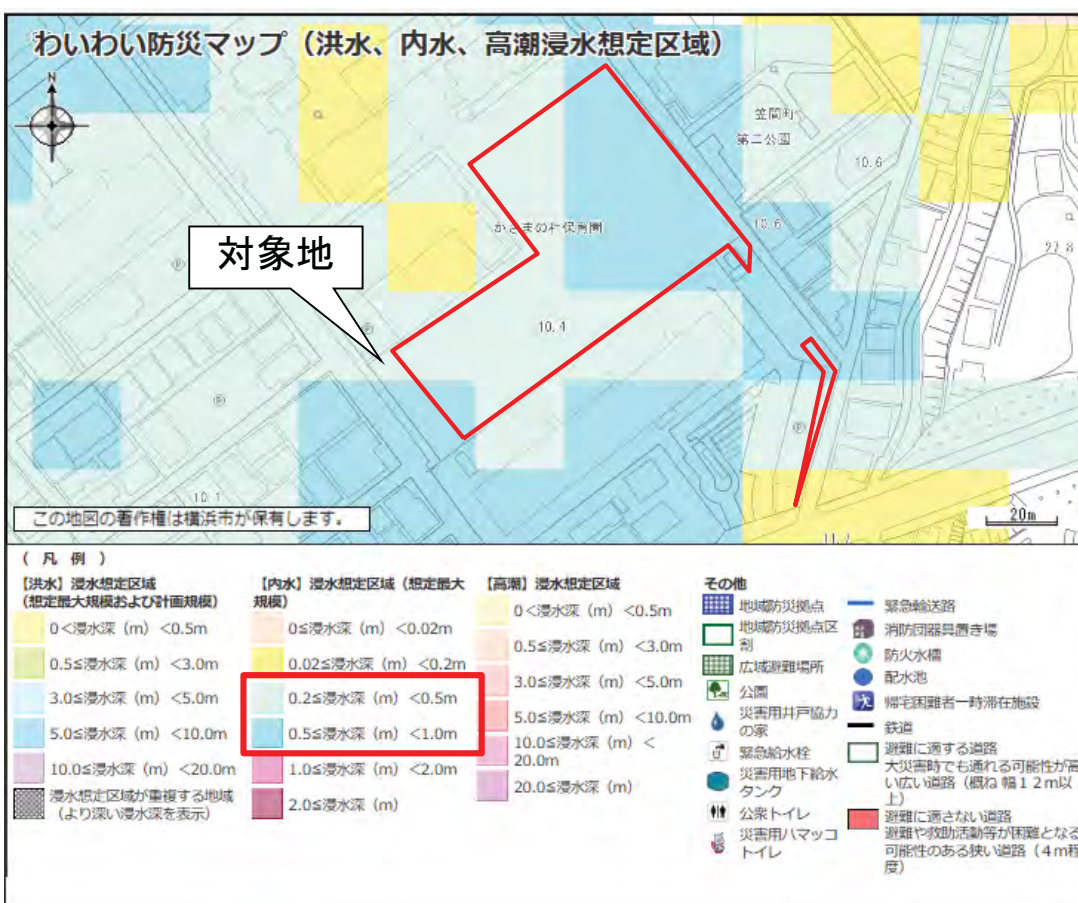 わいわい防災マップ（洪水、内水、高潮浸水想定区域）
N
笠間町
第二公園
10.6
かさまの杜保育園
10.6
27.8
対象地
10.4
10.1
この地図の著作権は横浜市が保有します。
20m
11.7
（ 凡 例 ）
【洪水】浸水想定区域
（想定最大規模および計画規模）
0＜浸水深（m）＜0.5m
0.5≦浸水深（m）＜3.0m
3.0≦浸水深（m）＜5.0m
5.0≦浸水深（m）＜10.0m
10.0≦浸水深（m）＜20.0m
浸水想定区域が重複する地域
（より深い浸水深を表示）
【内水】浸水想定区域（想定最大
規模）
0≦浸水深（m）＜0.02m
0.02≦浸水深（m）＜0.2m
0.2≦浸水深（m）＜0.5m
0.5≦浸水深（m）＜1.0m
1.0≦浸水深（m）＜2.0m
2.0≦浸水深（m）
【高潮】浸水想定区域
0＜浸水深（m）＜0.5m
0.5≦浸水深（m）＜3.0m
3.0≦浸水深（m）＜5.0m
5.0≦浸水深（m）＜10.0m
10.0≦浸水深（m）＜
20.0m
20.0≦浸水深（m）
その他
地域防災拠点
地域防災拠点区
割
広域避難場所
公園
災害用井戸協力
の家
緊急給水栓
災害用地下給水
タンク
公衆トイレ
災害用ハマッコ
トイレ
緊急輸送路
消防団器具置き場
防火水槽
配水池
帰宅困難者一時滞在施設
鉄道
避難に適する道路
大災害時でも通れる可能性が高
い広い道路（概ね 幅１２m以
上）
避難に適さない道路
避難や救助活動等が困難となる
可能性のある狭い道路（４m程
度）